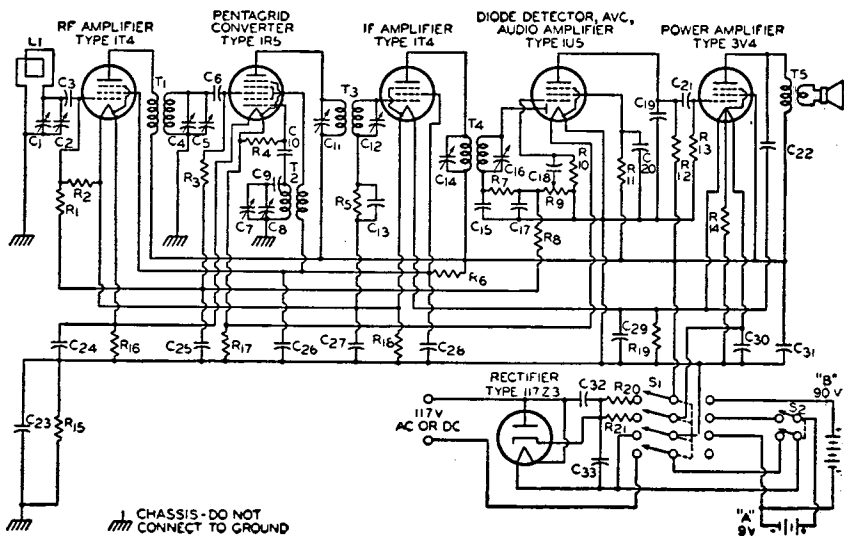 RF AMPLIFIER
TYPE 1T4
PENTAGRID
CONVERTER
TYPE 1R5
IF AMPLIFIER
TYPE 1T4
DIODE DETECTOR, AVC,
AUDIO AMPLIFIER
TYPE 1U5
POWER AMPLIFIER
TYPE 3V4
L1
C3
C1
C2
R2
R1
T1
C4
C5
C6
R3
R4
C10
C9
T2
C7
C8
T3
C11
C12
R5
C13
T4
C14
C16
R7
C15
C17
C18
R10
R9
R8
R6
R11
C20
C19
C21
R12
R13
R14
C22
T5
C24
R16
C25
R17
C26
C27
R18
C28
C29
R19
C30
C31
C23
R15
RECTIFIER
TYPE 117Z3
117V
AC OR DC
C32
R20
R21
C33
S1
S2
"B"
90 V
"A"
9V
CHASSIS - DO NOT
CONNECT TO GROUND